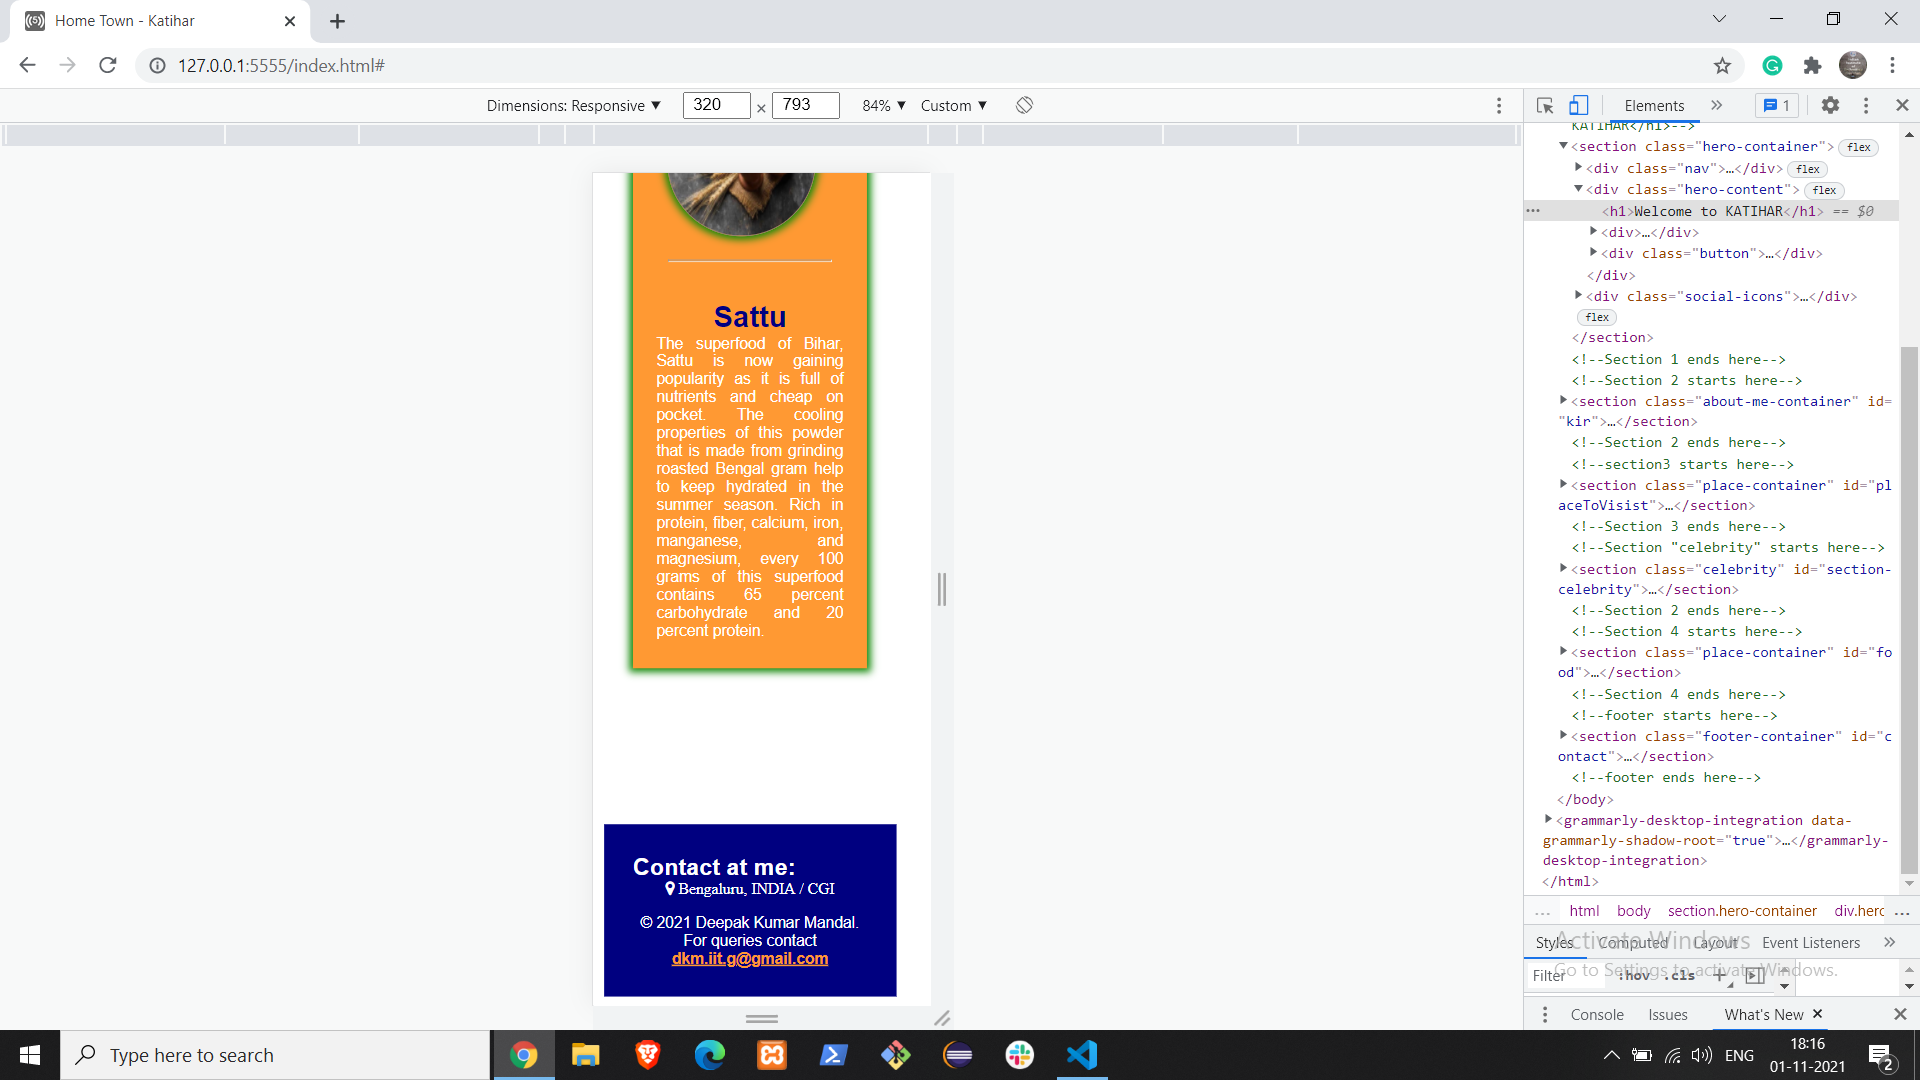 Home Town - Katihar
127.0.0.1:5555/index.html#
Dimensions: Responsive ▼ 320 × 793 84% ▼ Custom ▼
Elements » 1
KATIHAR</h1>-->
▼<section class="hero-container"> flex
▶<div class="nav">…</div> flex
▼<div class="hero-content"> flex
<h1>Welcome to KATIHAR</h1> == $0
▶<div>…</div>
▶<div class="button">…</div>
</div>
▶<div class="social-icons">…</div>
flex
</section>
<!--Section 1 ends here-->
<!--Section 2 starts here-->
▶<section class="about-me-container" id=
"kir">…</section>
<!--Section 2 ends here-->
<!--section3 starts here-->
▶<section class="place-container" id="pl
aceToVisist">…</section>
<!--Section 3 ends here-->
<!--Section "celebrity" starts here-->
▶<section class="celebrity" id="section-
celebrity">…</section>
<!--Section 2 ends here-->
<!--Section 4 starts here-->
▶<section class="place-container" id="fo
od">…</section>
<!--Section 4 ends here-->
<!--footer starts here-->
▶<section class="footer-container" id="c
ontact">…</section>
<!--footer ends here-->
</body>
▶<grammarly-desktop-integration data-
grammarly-shadow-root="true">…</grammarly-
desktop-integration>
</html>
... html body section.hero-container div.herc ...
Styles Computed Layout Event Listeners »
Filter :hov .cls +
Activate Windows
Go to Settings to activate Windows.
Console Issues What's New ×
Sattu
The superfood of Bihar,
Sattu is now gaining
popularity as it is full of
nutrients and cheap on
pocket. The cooling
properties of this powder
that is made from grinding
roasted Bengal gram help
to keep hydrated in the
summer season. Rich in
protein, fiber, calcium, iron,
manganese, and
magnesium, every 100
grams of this superfood
contains 65 percent
carbohydrate and 20
percent protein.
Contact at me:
Bengaluru, INDIA / CGI
© 2021 Deepak Kumar Mandal.
For queries contact
dkm.iit.g@gmail.com
Type here to search
ENG
18:16
01-11-2021
2